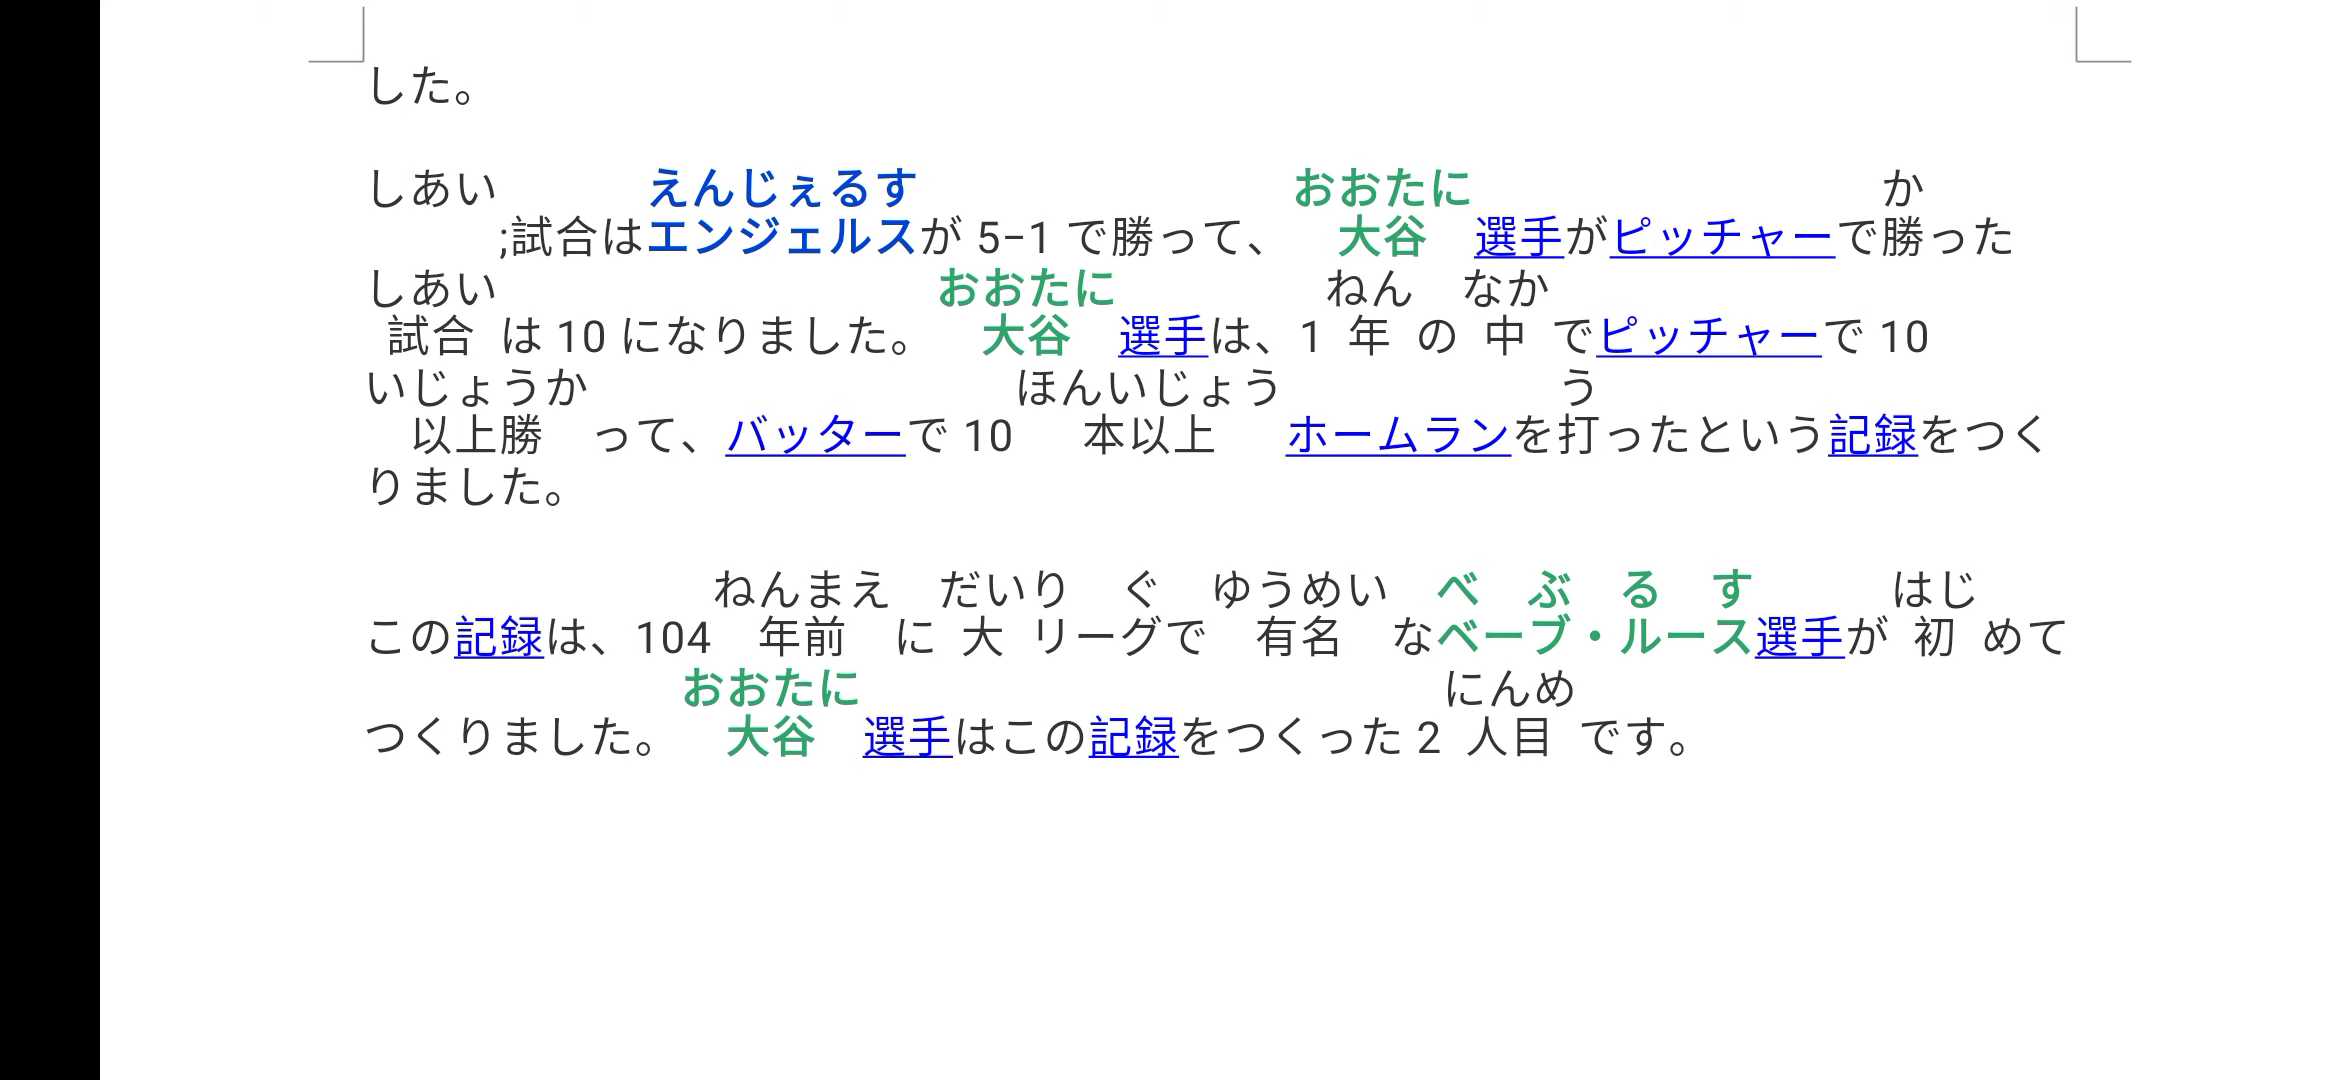 した。
しあい えんじぇるす おおたに か
;試合はエンジェルスが 5−1 で勝って、 大谷 選手がピッチャーで勝った
しあい おおたに ねん なか
試合 は 10 になりました。 大谷 選手は、1 年 の 中 でピッチャーで 10
いじょうか ほんいじょう う
以上勝 って、バッターで 10 本以上 ホームランを打ったという記録をつく
りました。
ねんまえ だいり ぐ ゆうめい べ ぶ る す はじ
この記録は、104 年前 に 大 リーグで 有名 なベーブ・ルース選手が 初 めて
おおたに にんめ
つくりました。 大谷 選手はこの記録をつくった 2 人目 です。